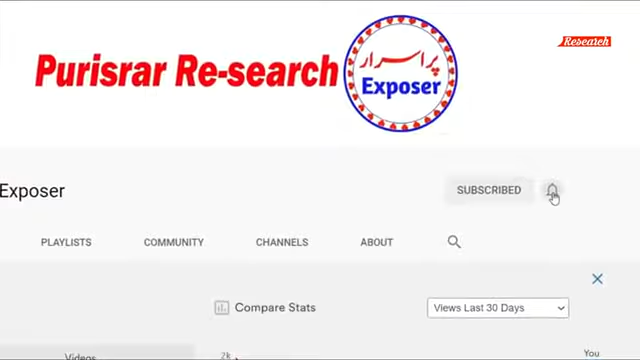 Research
Purisrar Re-search
پراسرار
Exposer
Exposer
SUBSCRIBED
PLAYLISTS
COMMUNITY
CHANNELS
ABOUT
Compare Stats
Views Last 30 Days
Videos
2k
You